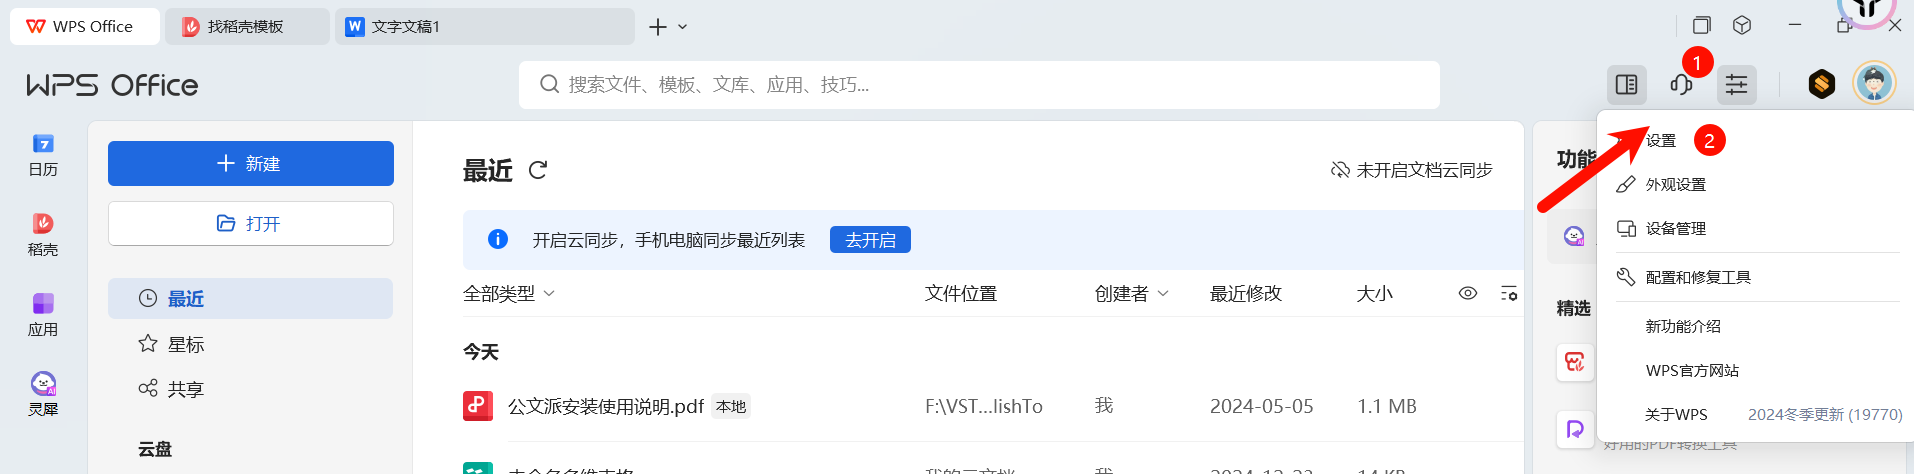 WPS Office
找稻壳模板
文字文稿1
WPS Office
搜索文件、模板、文库、应用、技巧...
1
7
日历
稻壳
应用
灵犀
新建
打开
最近
星标
共享
云盘
最近
未开启文档云同步
开启云同步，手机电脑同步最近列表
去开启
全部类型
文件位置
创建者
最近修改
大小
今天
公文派安装使用说明.pdf
本地
F:\VST...lishTo
我
2024-05-05
1.1 MB
功能
精选
设置
2
外观设置
设备管理
配置和修复工具
新功能介绍
WPS官方网站
关于WPS
2024冬季更新 (19770)
好用的PDF转换工具